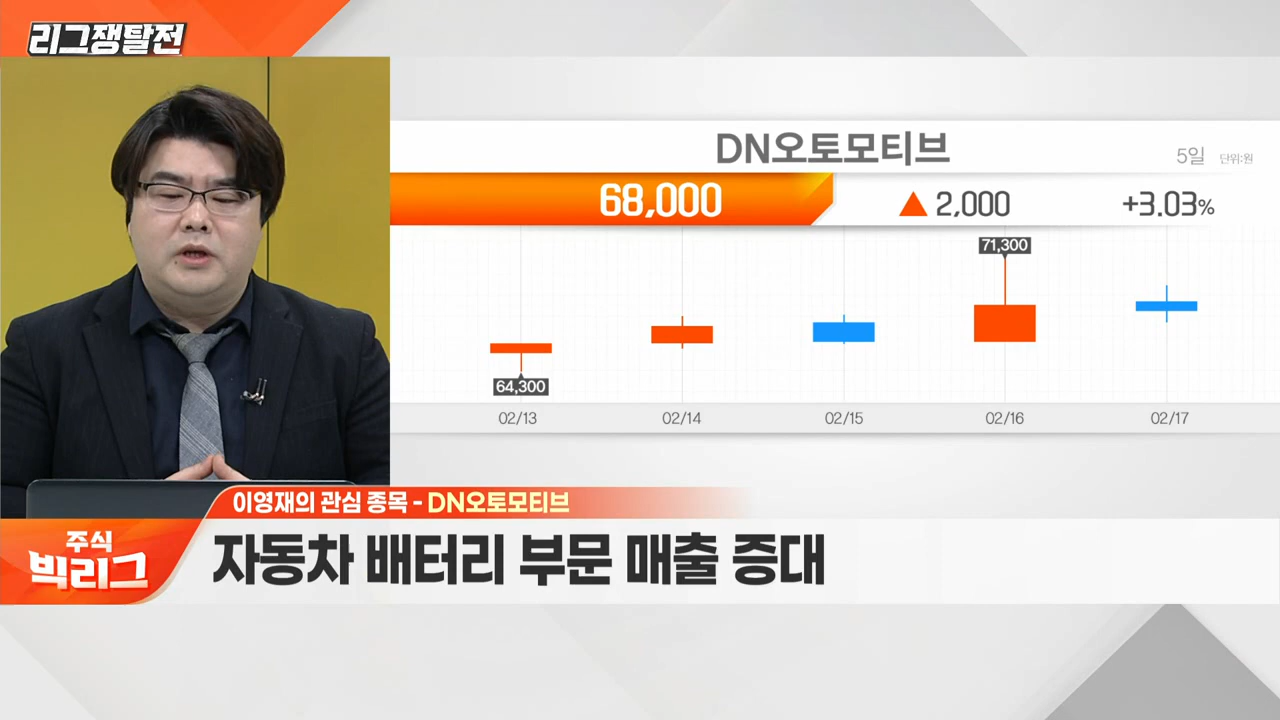 리그쟁탈전
DN오토모티브
5일 단위:원
68,000 ▲ 2,000 +3.03%
71,300
64,300
02/13 02/14 02/15 02/16 02/17
이영재의 관심 종목 - DN오토모티브
주식
빅리그
자동차 배터리 부문 매출 증대